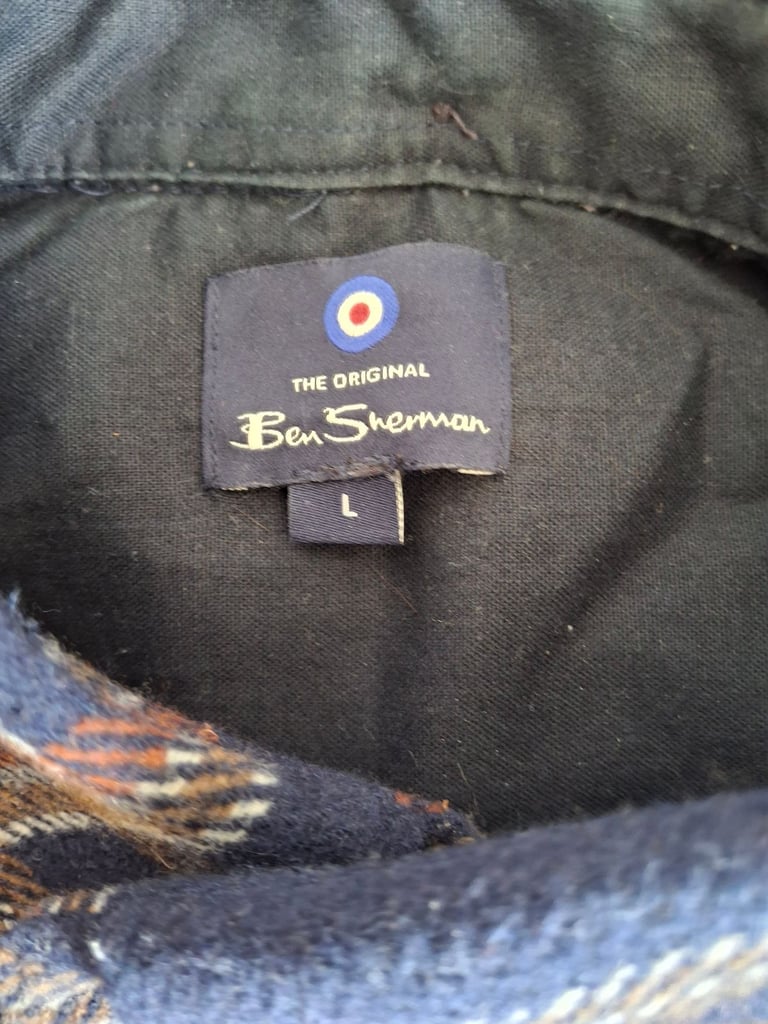 THE ORIGINAL
Ben Sherman
L